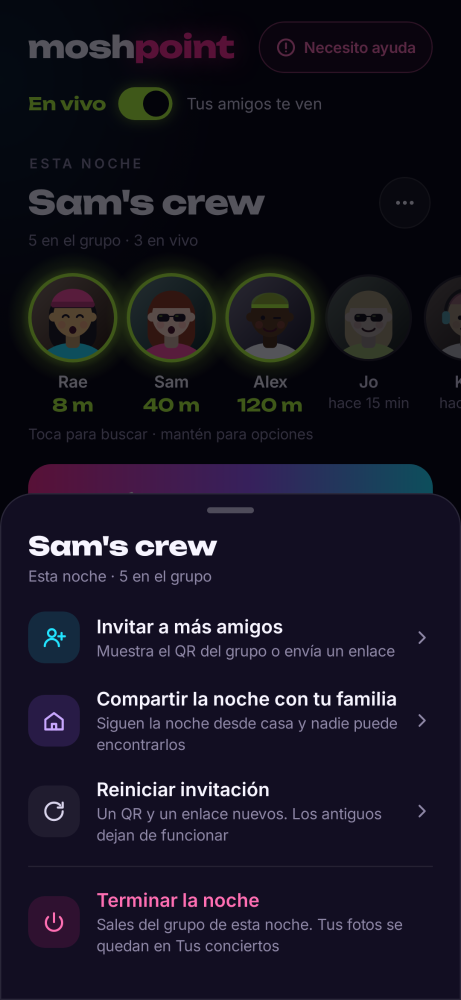 moshpoint
Necesito ayuda
En vivo
Tus amigos te ven
ESTA NOCHE
Sam's crew
5 en el grupo · 3 en vivo
Rae
Sam
Alex
Jo
8 m
40 m
120 m
hace 15 min
Toca para buscar · mantén para opciones
Sam's crew
Esta noche · 5 en el grupo
Invitar a más amigos
Muestra el QR del grupo o envía un enlace
Compartir la noche con tu familia
Siguen la noche desde casa y nadie puede
encontrarlos
Reiniciar invitación
Un QR y un enlace nuevos. Los antiguos
dejan de funcionar
Terminar la noche
Sales del grupo de esta noche. Tus fotos se
quedan en Tus conciertos